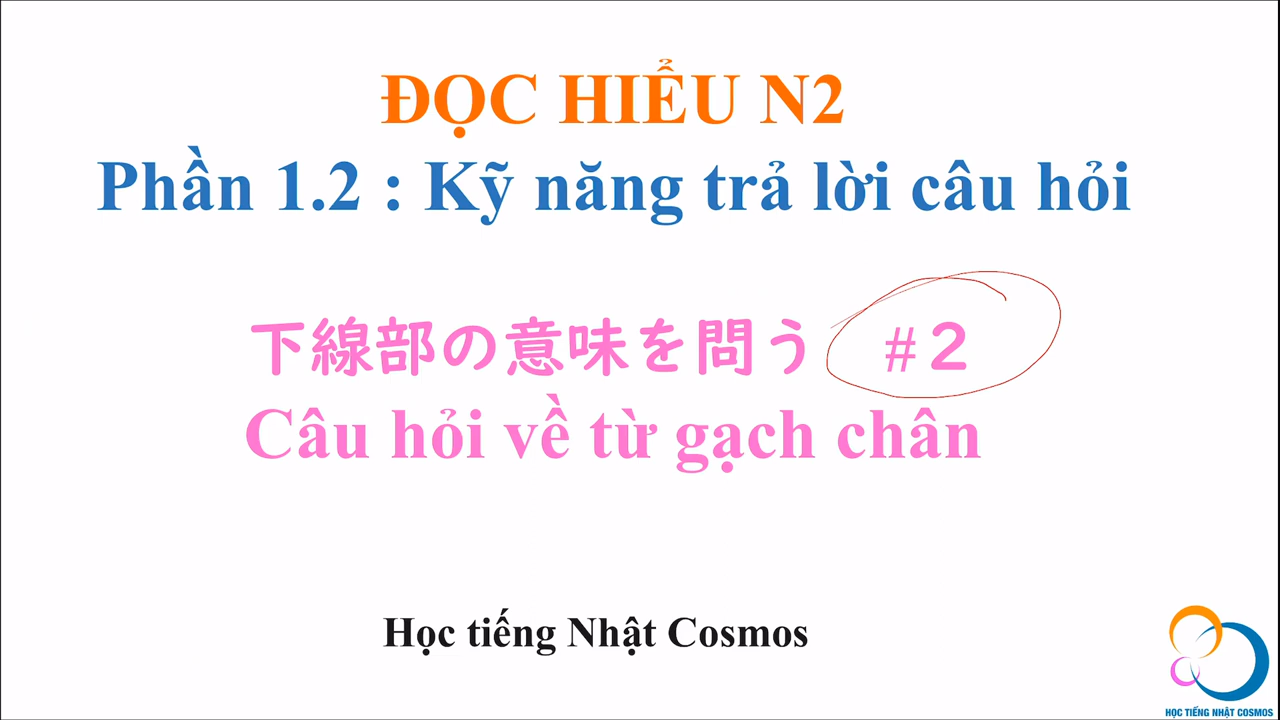 ĐỌC HIỂU N2
Phần 1.2 : Kỹ năng trả lời câu hỏi
下線部の意味を問う #２
Câu hỏi về từ gạch chân
Học tiếng Nhật Cosmos
HỌC TIẾNG NHẬT COSMOS